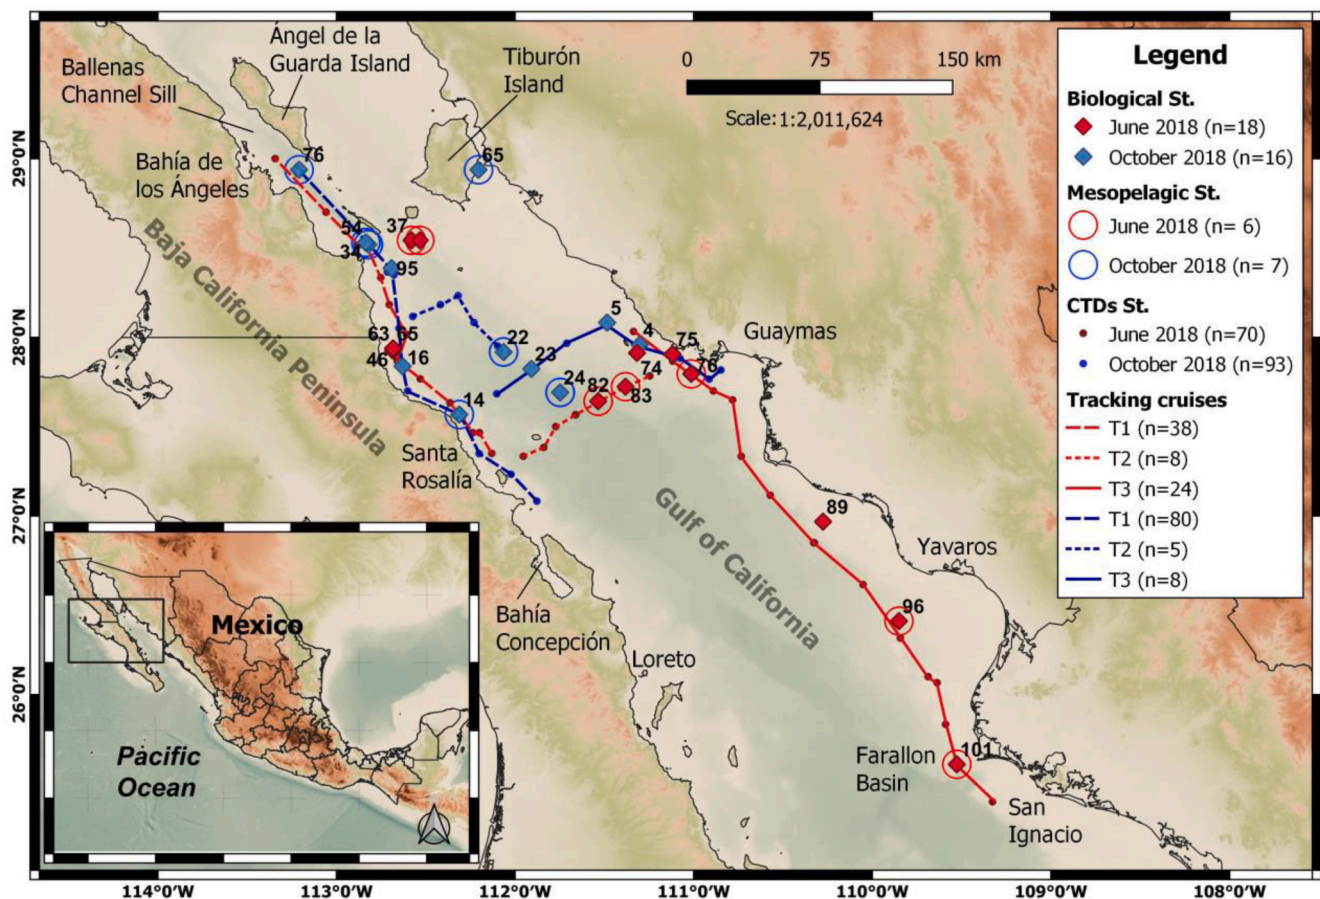 Ángel de la
Guarda Island
Ballenas
Channel Sill
Tiburón
Island
0
75
150 km
Scale:1:2,011,624
Bahía de
los Ángeles
76
65
54
34
37
95
63
65
46
16
14
22
23
24
5
4
75
76
74
82
83
89
96
101
Guaymas
Baja California Peninsula
Santa
Rosalía
Gulf of California
Yavaros
Bahía
Concepción
Loreto
Farallon
Basin
San
Ignacio
México
Pacific
Ocean
Legend
Biological St.
June 2018 (n=18)
October 2018 (n=16)
Mesopelagic St.
June 2018 (n= 6)
October 2018 (n= 7)
CTDs St.
June 2018 (n=70)
October 2018 (n=93)
Tracking cruises
T1 (n=38)
T2 (n=8)
T3 (n=24)
T1 (n=80)
T2 (n=5)
T3 (n=8)
29°0'N
28°0'N
27°0'N
26°0'N
114°0'W
113°0'W
112°0'W
111°0'W
110°0'W
109°0'W
108°0'W